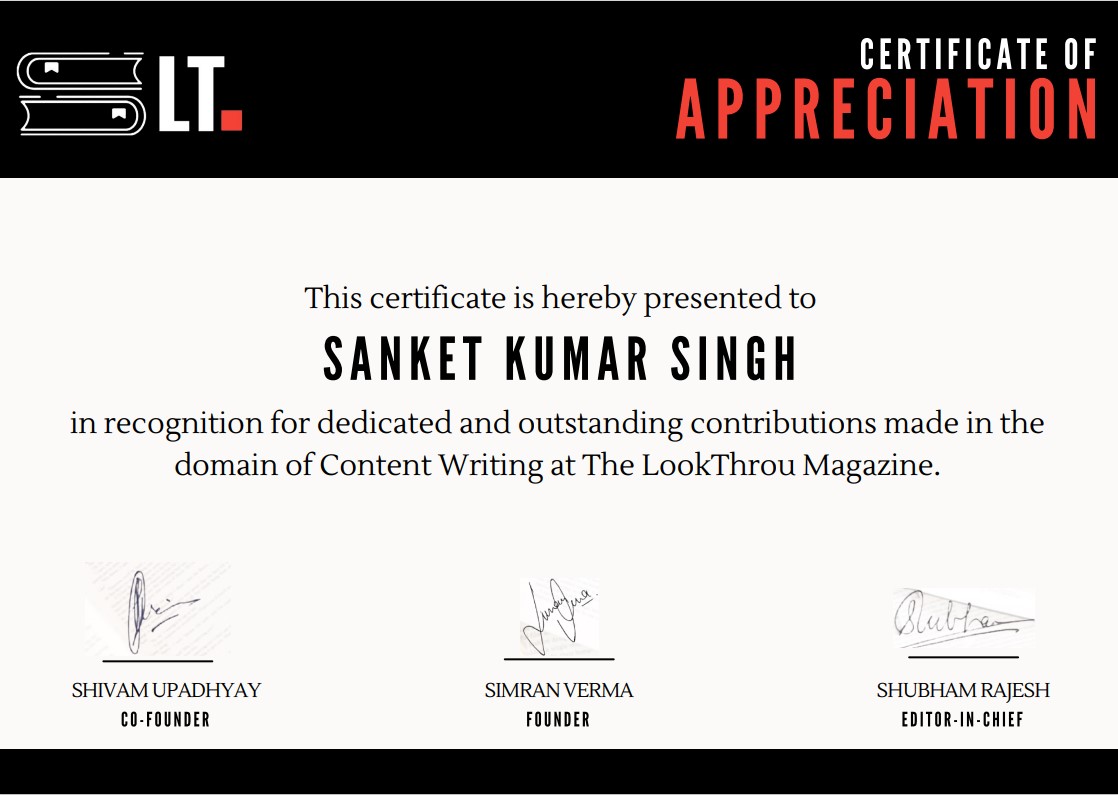 LT.
CERTIFICATE OF
APPRECIATION
This certificate is hereby presented to
SANKET KUMAR SINGH
in recognition for dedicated and outstanding contributions made in the
domain of Content Writing at The LookThrou Magazine.
Shubham
SHIVAM UPADHYAY
SIMRAN VERMA
SHUBHAM RAJESH
CO-FOUNDER
FOUNDER
EDITOR-IN-CHIEF